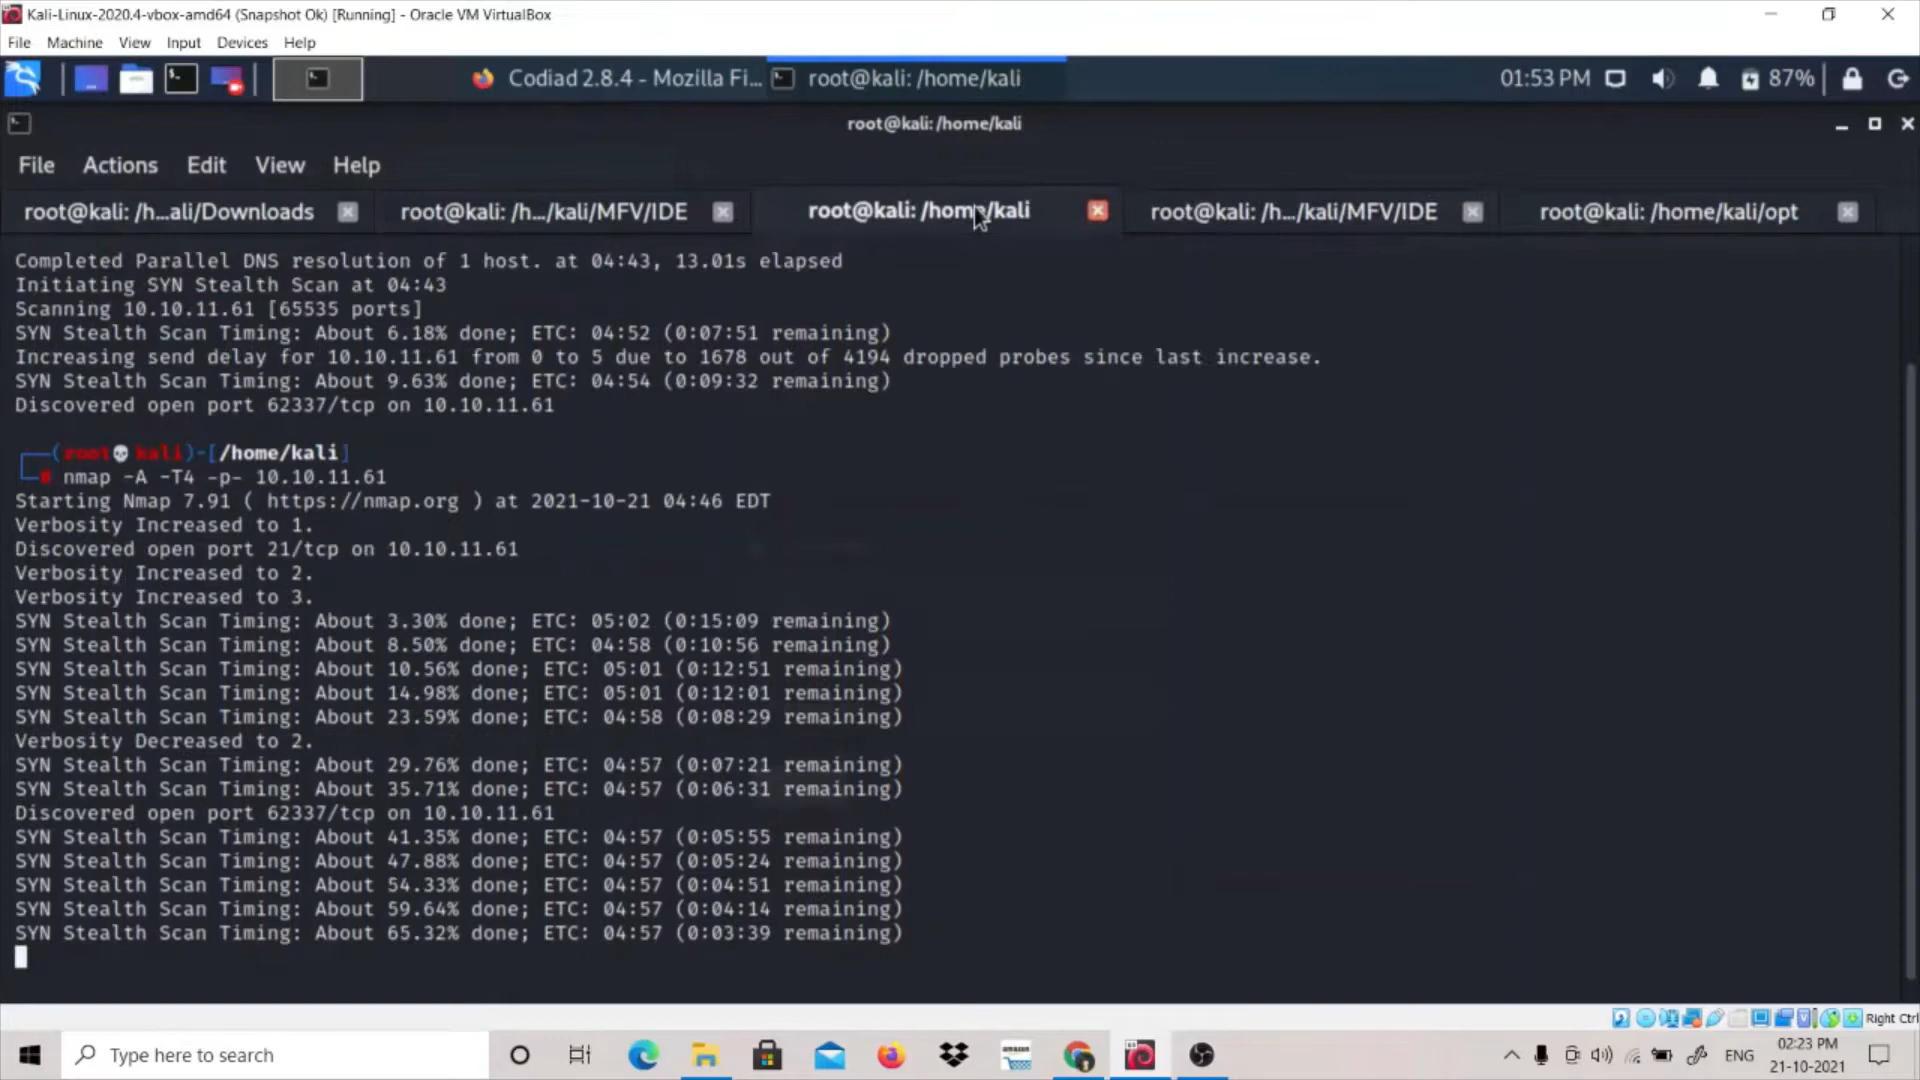 Kali-Linux-2020.4-vbox-amd64 (Snapshot Ok) [Running] - Oracle VM VirtualBox
File Machine View Input Devices Help
Codiad 2.8.4 - Mozilla Fi... root@kali: /home/kali 01:53 PM 87%
root@kali: /home/kali
File Actions Edit View Help
root@kali: /h...ali/Downloads root@kali: /h.../kali/MFV/IDE root@kali: /home/kali root@kali: /h.../kali/MFV/IDE root@kali: /home/kali/opt
Completed Parallel DNS resolution of 1 host. at 04:43, 13.01s elapsed
Initiating SYN Stealth Scan at 04:43
Scanning 10.10.11.61 [65535 ports]
SYN Stealth Scan Timing: About 6.18% done; ETC: 04:52 (0:07:51 remaining)
Increasing send delay for 10.10.11.61 from 0 to 5 due to 1678 out of 4194 dropped probes since last increase.
SYN Stealth Scan Timing: About 9.63% done; ETC: 04:54 (0:09:32 remaining)
Discovered open port 62337/tcp on 10.10.11.61
(root💀kali)-[/home/kali]
# nmap -A -T4 -p- 10.10.11.61
Starting Nmap 7.91 ( https://nmap.org ) at 2021-10-21 04:46 EDT
Verbosity Increased to 1.
Discovered open port 21/tcp on 10.10.11.61
Verbosity Increased to 2.
Verbosity Increased to 3.
SYN Stealth Scan Timing: About 3.30% done; ETC: 05:02 (0:15:09 remaining)
SYN Stealth Scan Timing: About 8.50% done; ETC: 04:58 (0:10:56 remaining)
SYN Stealth Scan Timing: About 10.56% done; ETC: 05:01 (0:12:51 remaining)
SYN Stealth Scan Timing: About 14.98% done; ETC: 05:01 (0:12:01 remaining)
SYN Stealth Scan Timing: About 23.59% done; ETC: 04:58 (0:08:29 remaining)
Verbosity Decreased to 2.
SYN Stealth Scan Timing: About 29.76% done; ETC: 04:57 (0:07:21 remaining)
SYN Stealth Scan Timing: About 35.71% done; ETC: 04:57 (0:06:31 remaining)
Discovered open port 62337/tcp on 10.10.11.61
SYN Stealth Scan Timing: About 41.35% done; ETC: 04:57 (0:05:55 remaining)
SYN Stealth Scan Timing: About 47.88% done; ETC: 04:57 (0:05:24 remaining)
SYN Stealth Scan Timing: About 54.33% done; ETC: 04:57 (0:04:51 remaining)
SYN Stealth Scan Timing: About 59.64% done; ETC: 04:57 (0:04:14 remaining)
SYN Stealth Scan Timing: About 65.32% done; ETC: 04:57 (0:03:39 remaining)
Right Ctrl
Type here to search amazon ENG 02:23 PM
21-10-2021